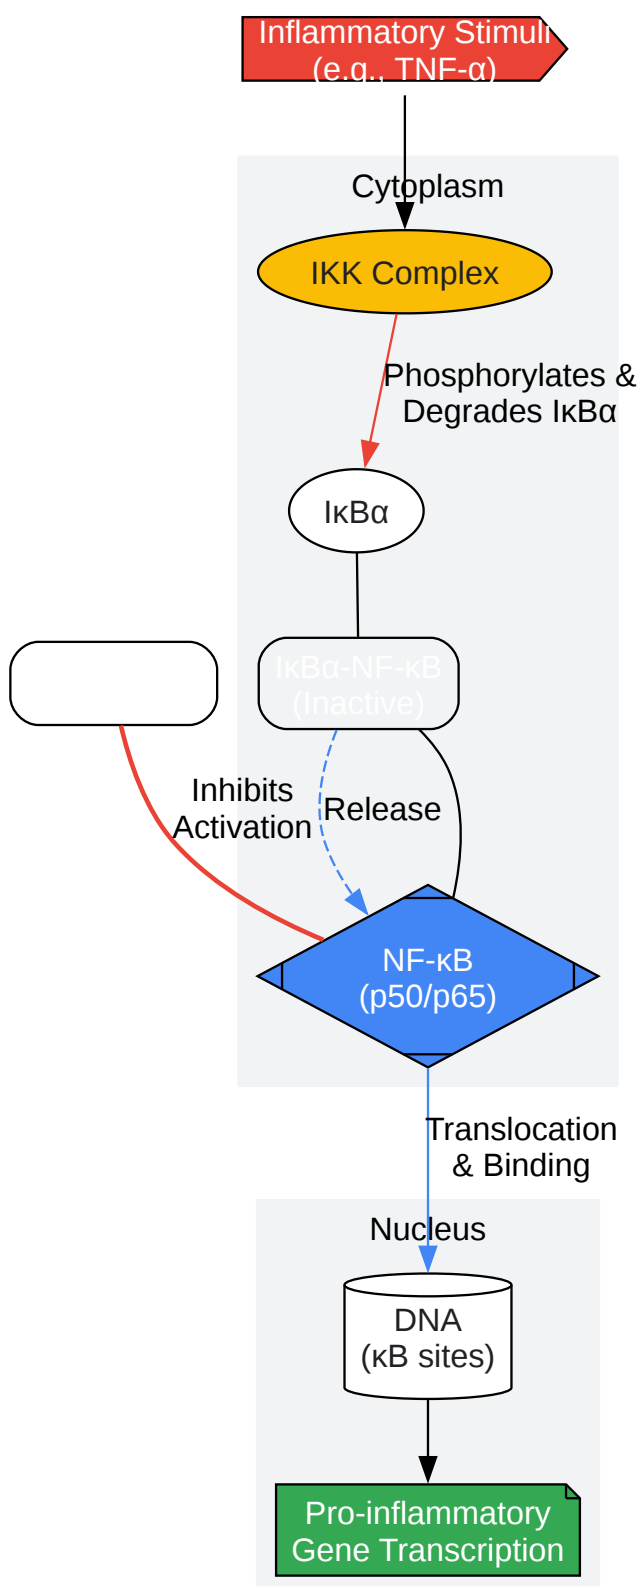 Inflammatory Stimuli
(e.g., TNF-α)
Cytoplasm
IKK Complex
Phosphorylates &
Degrades IκBα
IκBα
IκBα-NF-κB
(Inactive)
Inhibits
Activation
Release
NF-κB
(p50/p65)
Translocation
& Binding
Nucleus
DNA
(κB sites)
Pro-inflammatory
Gene Transcription